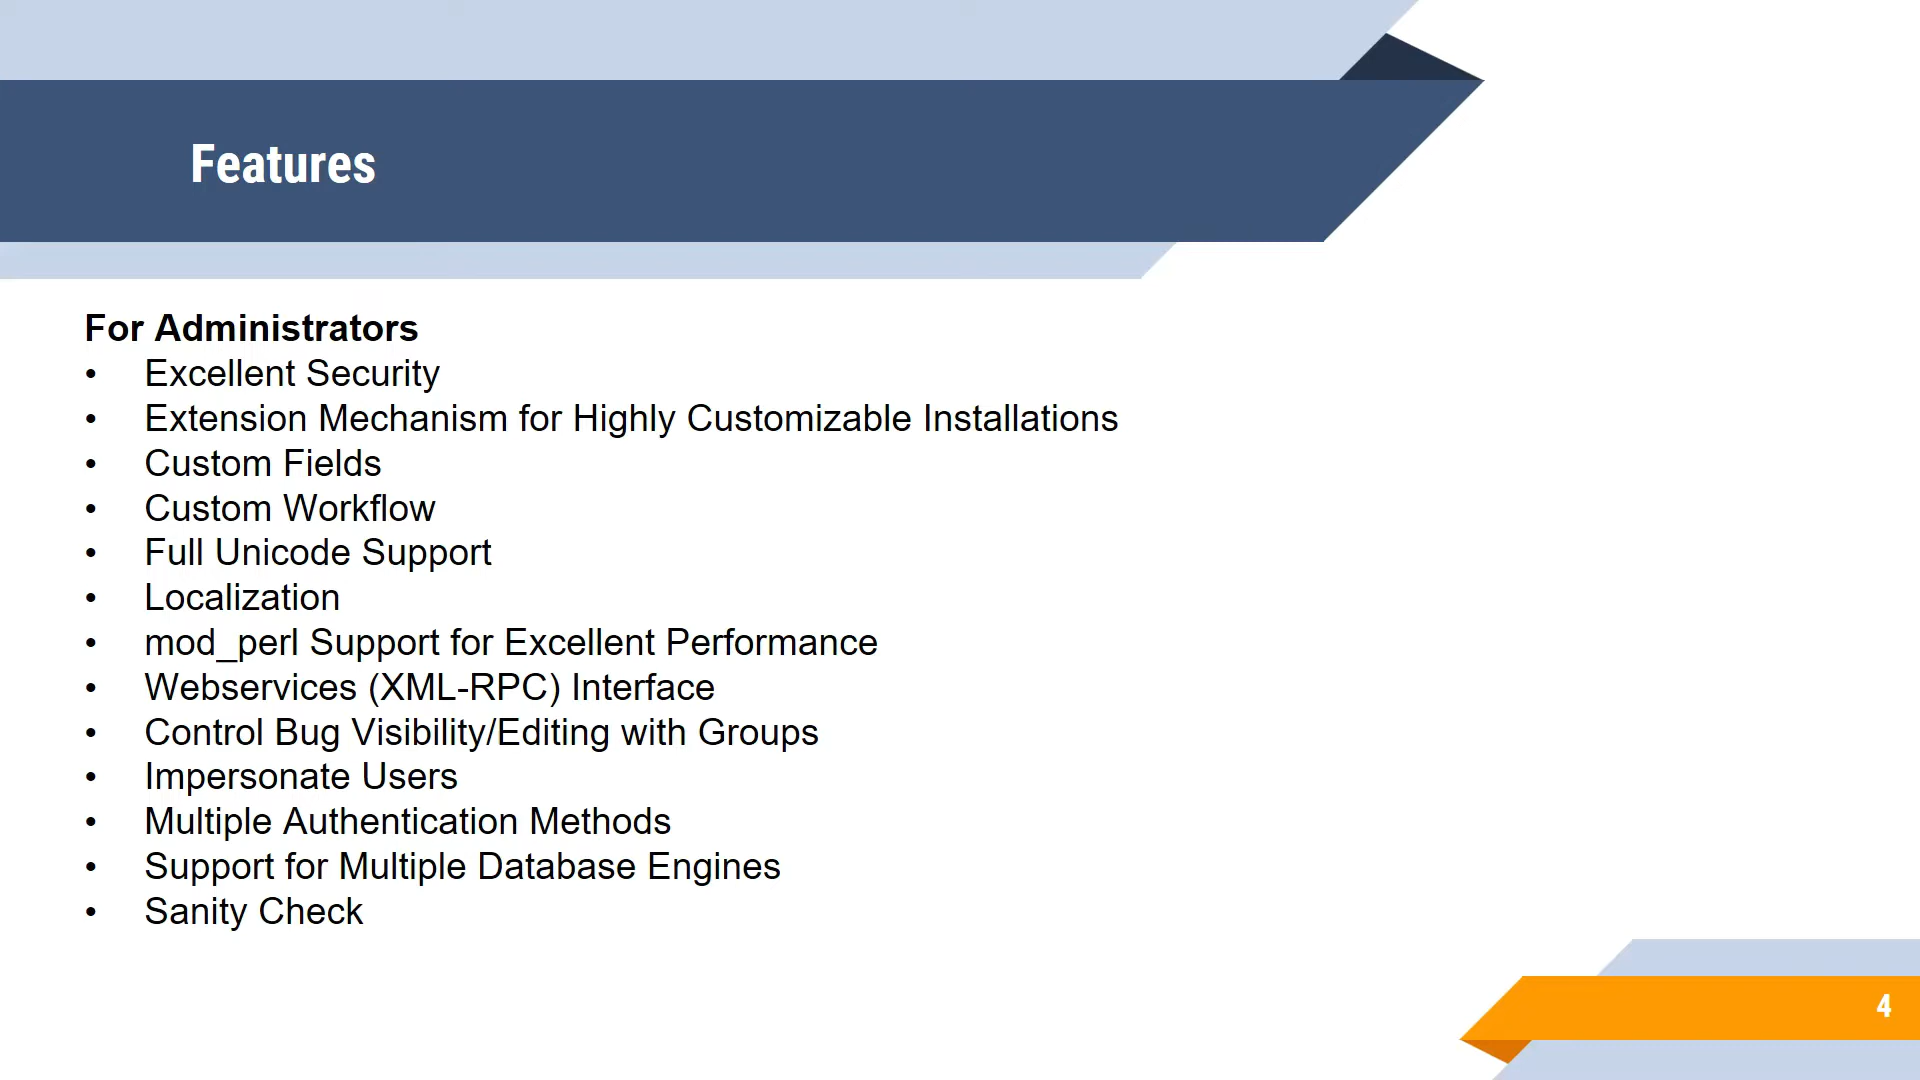 Features
For Administrators
• Excellent Security
• Extension Mechanism for Highly Customizable Installations
• Custom Fields
• Custom Workflow
• Full Unicode Support
• Localization
• mod_perl Support for Excellent Performance
• Webservices (XML-RPC) Interface
• Control Bug Visibility/Editing with Groups
• Impersonate Users
• Multiple Authentication Methods
• Support for Multiple Database Engines
• Sanity Check
4